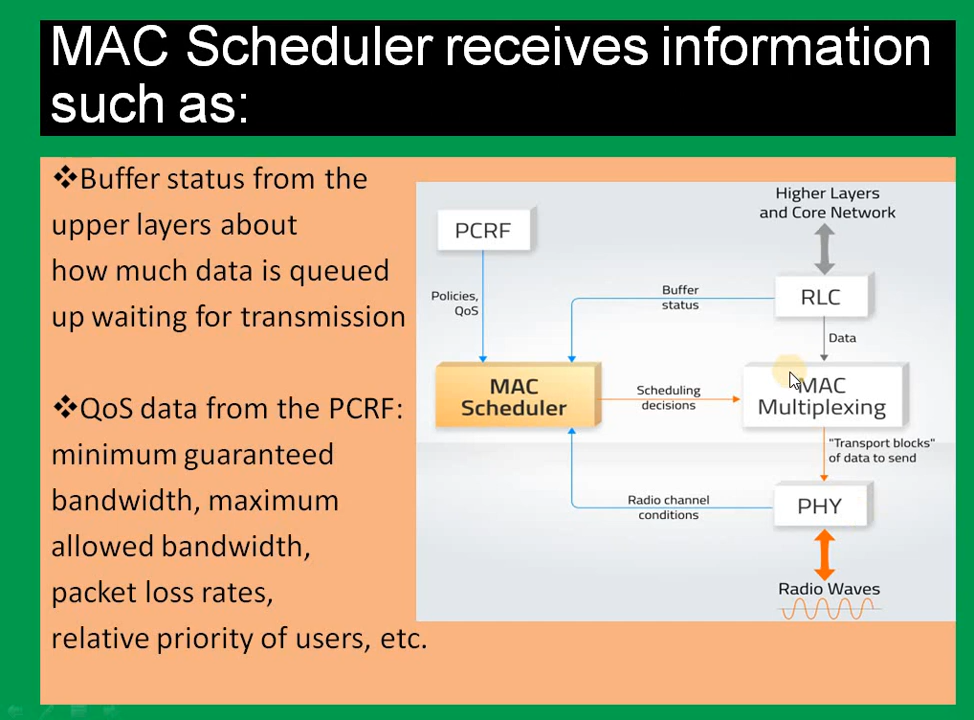 MAC Scheduler receives information
such as:
❖Buffer status from the
upper layers about
how much data is queued
up waiting for transmission
❖QoS data from the PCRF:
minimum guaranteed
bandwidth, maximum
allowed bandwidth,
packet loss rates,
relative priority of users, etc.
Higher Layers
and Core Network
PCRF
Policies,
QoS
Buffer
status
RLC
Data
MAC
Scheduler
Scheduling
decisions
MAC
Multiplexing
"Transport blocks"
of data to send
Radio channel
conditions
PHY
Radio Waves